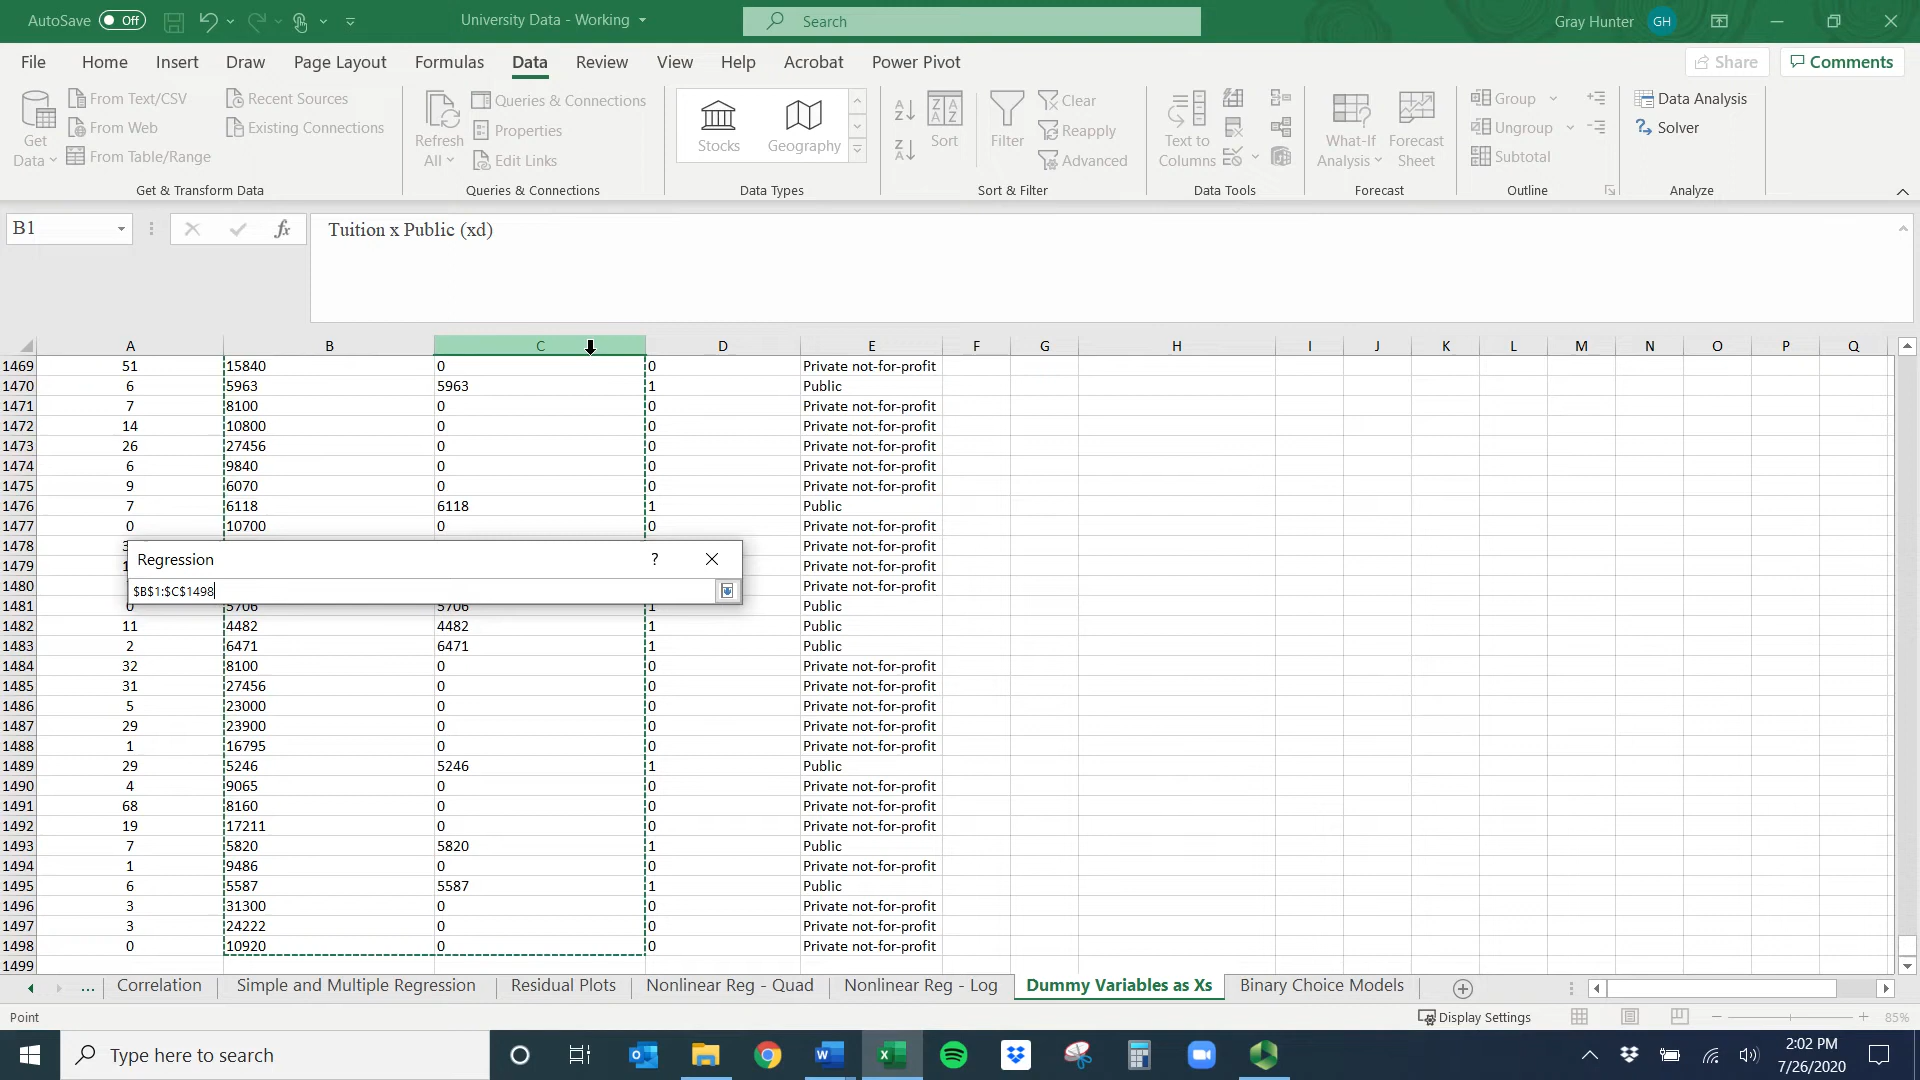 AutoSave Off
University Data - Working
Search
Gray Hunter GH
File Home Insert Draw Page Layout Formulas Data Review View Help Acrobat Power Pivot
Share Comments
Get Data
From Text/CSV
From Web
From Table/Range
Recent Sources
Existing Connections
Refresh All
Queries & Connections
Properties
Edit Links
Stocks Geography
Sort
Filter
Clear
Reapply
Advanced
Text to Columns
What-If Analysis
Forecast Sheet
Group
Ungroup
Subtotal
Data Analysis
Solver
Get & Transform Data Queries & Connections Data Types Sort & Filter Data Tools Forecast Outline Analyze
B1 fx Tuition x Public (xd)
A B C D E F G H I J K L M N O P Q
1469 51 15840 0 0 Private not-for-profit
1470 6 5963 5963 1 Public
1471 7 8100 0 0 Private not-for-profit
1472 14 10800 0 0 Private not-for-profit
1473 26 27456 0 0 Private not-for-profit
1474 6 9840 0 0 Private not-for-profit
1475 9 6070 0 0 Private not-for-profit
1476 7 6118 6118 1 Public
1477 0 10700 0 0 Private not-for-profit
1478 Private not-for-profit
1479 Private not-for-profit
1480 Private not-for-profit
Regression ?
$B$1:$C$1498
1481 0 5706 5706 1 Public
1482 11 4482 4482 1 Public
1483 2 6471 6471 1 Public
1484 32 8100 0 0 Private not-for-profit
1485 31 27456 0 0 Private not-for-profit
1486 5 23000 0 0 Private not-for-profit
1487 29 23900 0 0 Private not-for-profit
1488 1 16795 0 0 Private not-for-profit
1489 29 5246 5246 1 Public
1490 4 9065 0 0 Private not-for-profit
1491 68 8160 0 0 Private not-for-profit
1492 19 17211 0 0 Private not-for-profit
1493 7 5820 5820 1 Public
1494 1 9486 0 0 Private not-for-profit
1495 6 5587 5587 1 Public
1496 3 31300 0 0 Private not-for-profit
1497 3 24222 0 0 Private not-for-profit
1498 0 10920 0 0 Private not-for-profit
1499
... Correlation Simple and Multiple Regression Residual Plots Nonlinear Reg - Quad Nonlinear Reg - Log Dummy Variables as Xs Binary Choice Models
Point Display Settings 85%
Type here to search
2:02 PM
7/26/2020